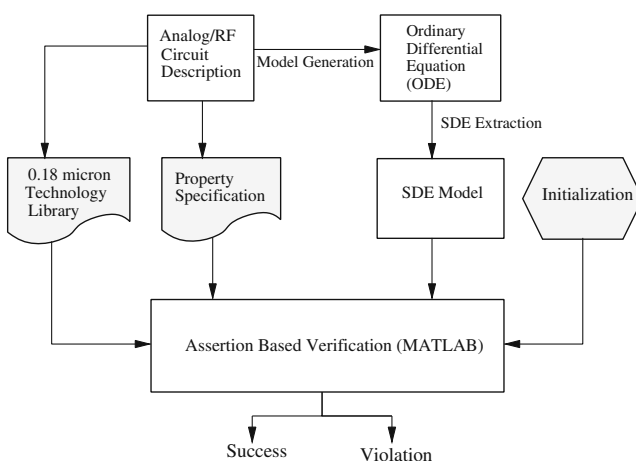 Analog/RF
Circuit
Description
Model Generation
Ordinary
Differential
Equation
(ODE)
SDE Extraction
0.18 micron
Technology
Library
Property
Specification
SDE Model
Initialization
Assertion Based Verification (MATLAB)
Success
Violation